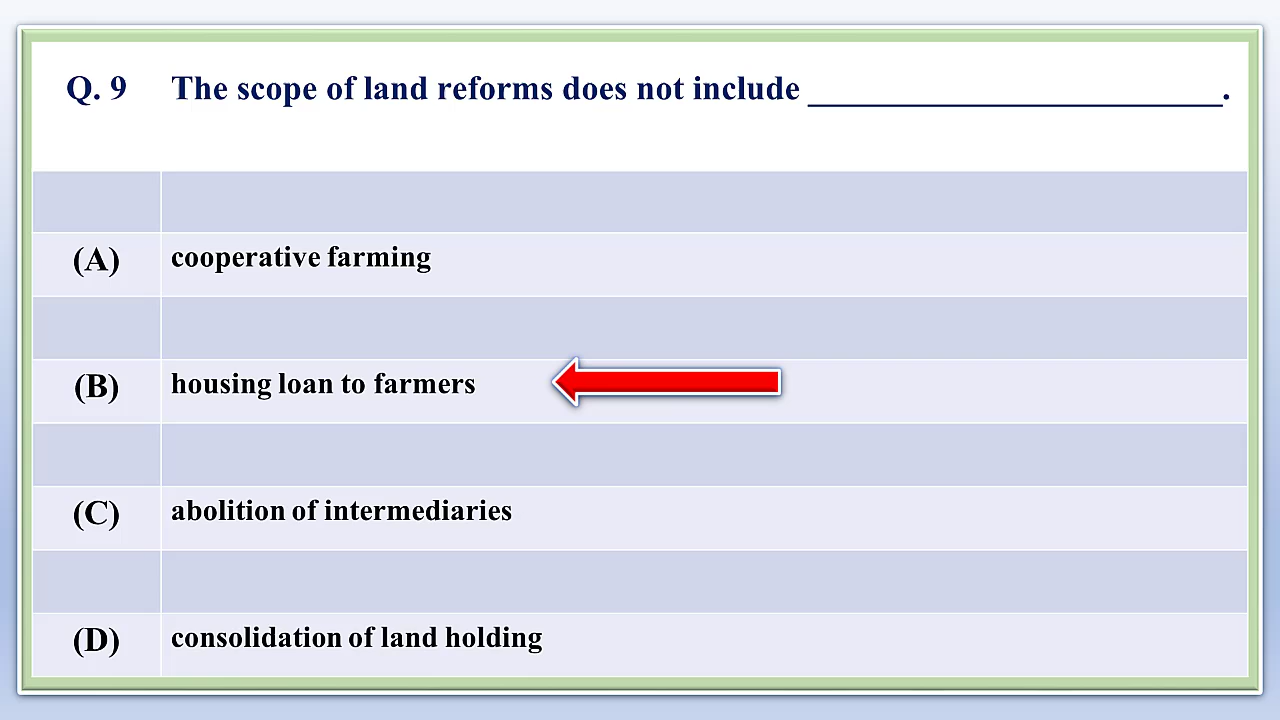 Q. 9 The scope of land reforms does not include _________________________.
(A) cooperative farming
(B) housing loan to farmers
(C) abolition of intermediaries
(D) consolidation of land holding